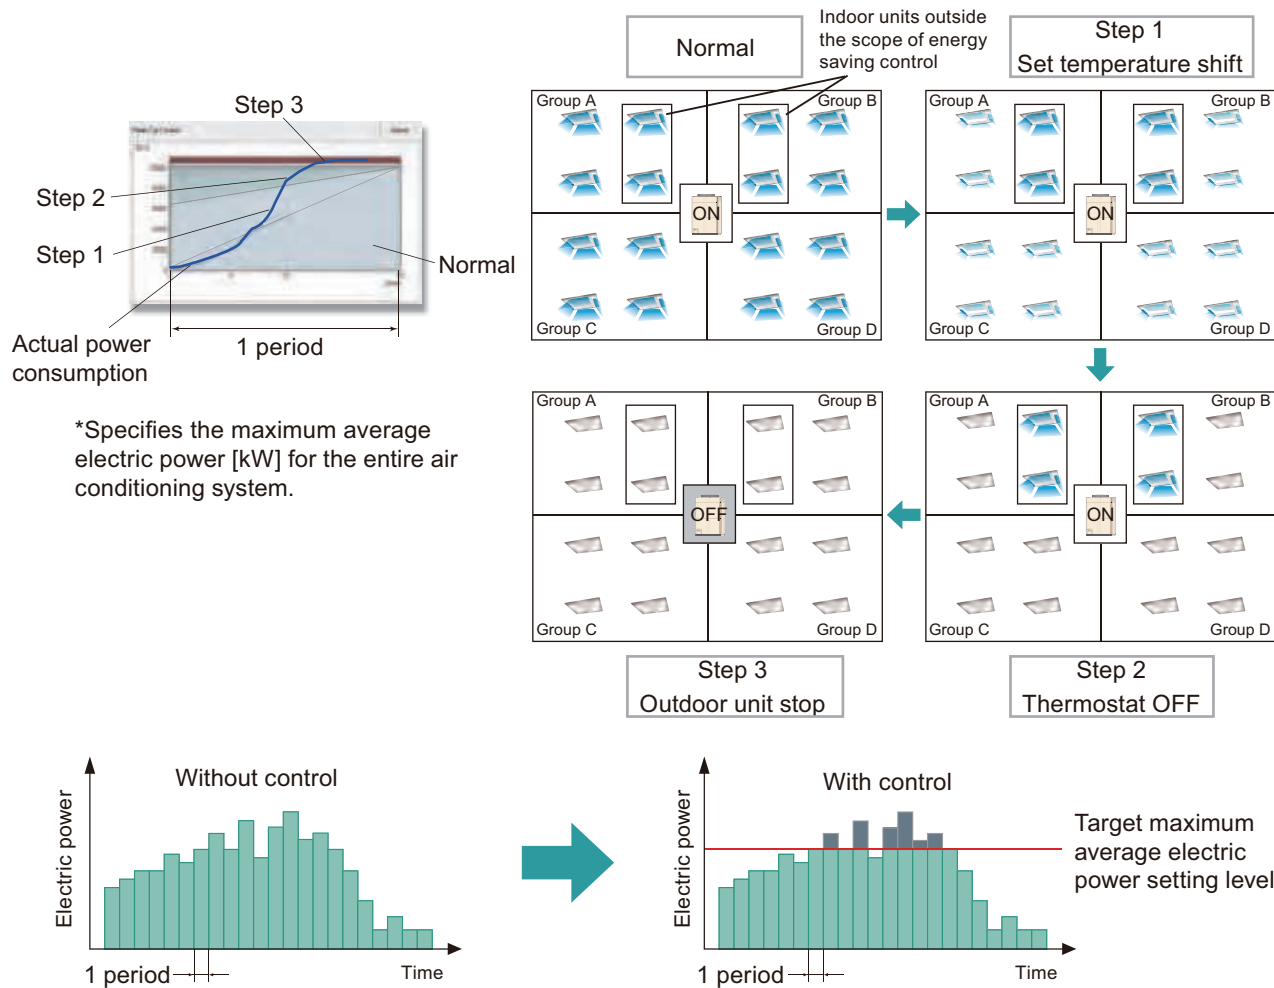 Step 3
Step 2
Step 1
Normal
Actual power
consumption
1 period
*Specifies the maximum average
electric power [kW] for the entire air
conditioning system.
Normal
Indoor units outside
the scope of energy
saving control
Step 1
Set temperature shift
Group A
Group B
ON
Group C
Group D
Group A
Group B
ON
Group C
Group D
Group A
Group B
OFF
Group C
Group D
Group A
Group B
ON
Group C
Group D
Step 3
Outdoor unit stop
Step 2
Thermostat OFF
Without control
Electric power
1 period
Time
With control
Electric power
1 period
Time
Target maximum
average electric
power setting level